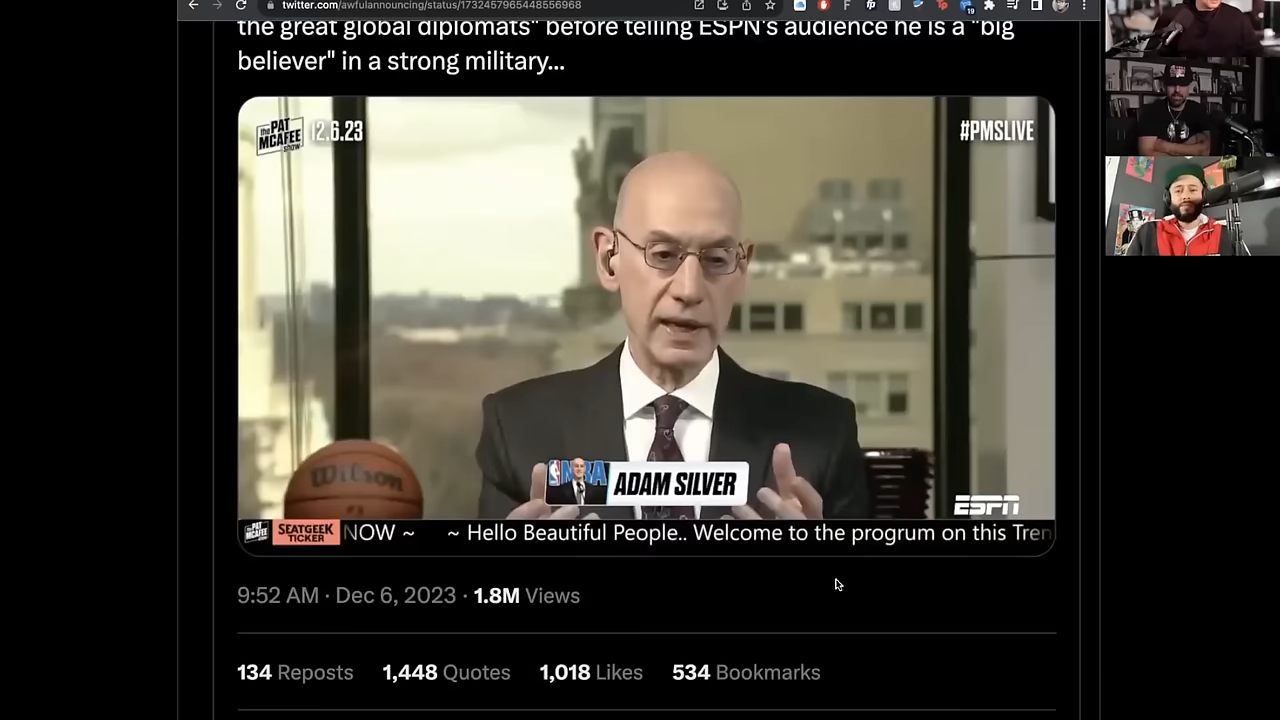 twitter.com/awfulannouncing/status/1732457965448556968
the great global diplomats" before telling ESPN's audience he is a "big
believer" in a strong military...
the PAT MCAFEE show 12.6.23
#PMSLIVE
Wilson
NBA
ADAM SILVER
ESPN
SEATGEEK TICKER NOW ~ ~ Hello Beautiful People.. Welcome to the progrum on this Tren
9:52 AM · Dec 6, 2023 · 1.8M Views
134 Reposts 1,448 Quotes 1,018 Likes 534 Bookmarks